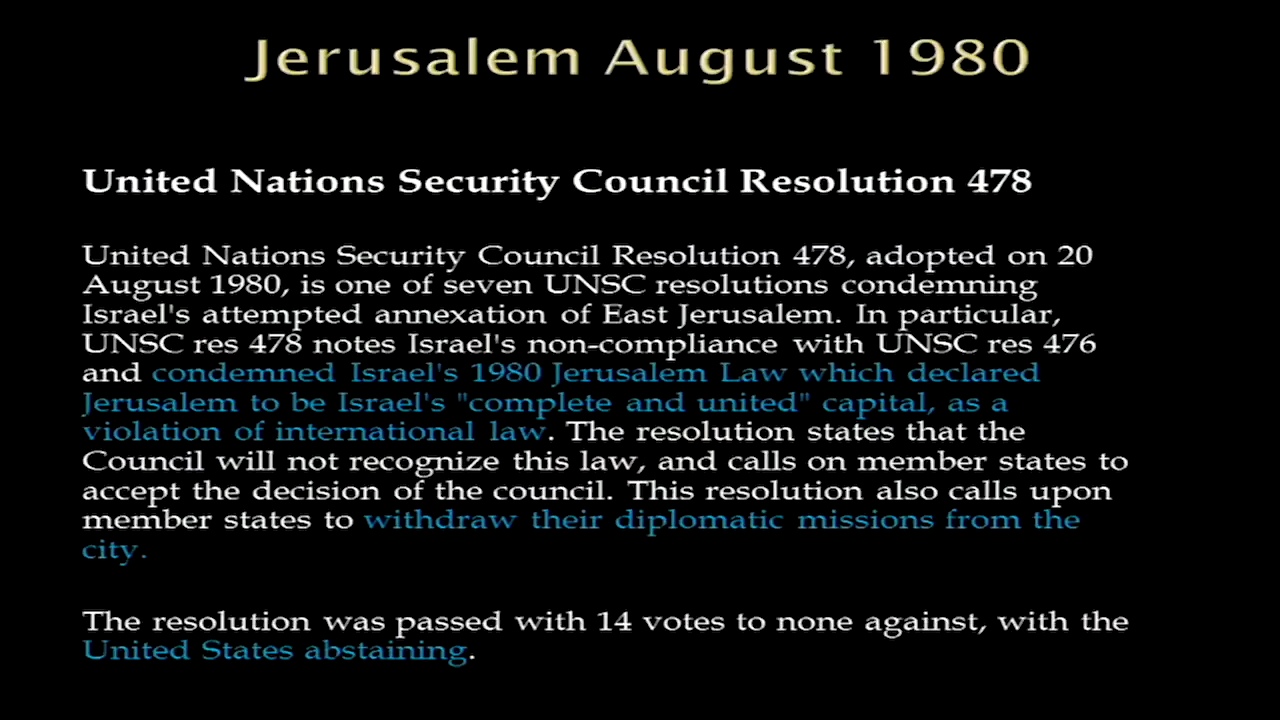 Jerusalem August 1980
United Nations Security Council Resolution 478
United Nations Security Council Resolution 478, adopted on 20
August 1980, is one of seven UNSC resolutions condemning
Israel's attempted annexation of East Jerusalem. In particular,
UNSC res 478 notes Israel's non-compliance with UNSC res 476
and condemned Israel's 1980 Jerusalem Law which declared
Jerusalem to be Israel's "complete and united" capital, as a
violation of international law. The resolution states that the
Council will not recognize this law, and calls on member states to
accept the decision of the council. This resolution also calls upon
member states to withdraw their diplomatic missions from the
city.
The resolution was passed with 14 votes to none against, with the
United States abstaining.